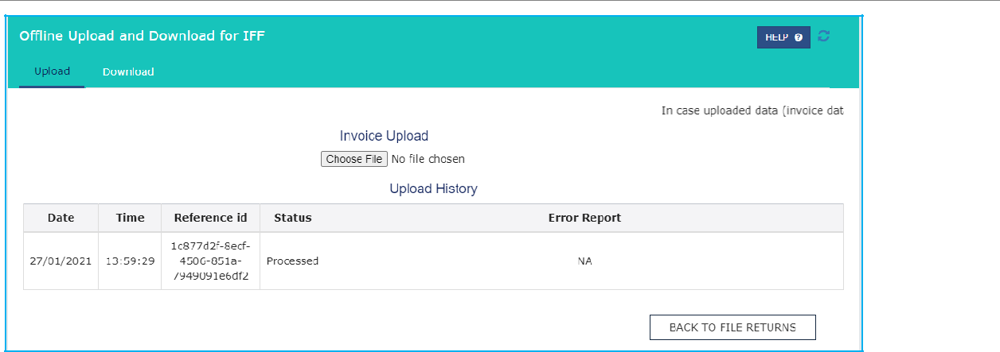 Offline Upload and Download for IFF
HELP
Upload Download
In case uploaded data (invoice dat
Invoice Upload
Choose File No file chosen
Upload History
Date Time Reference id Status Error Report
1c877d2f-8ecf-
27/01/2021 13:59:29 4506-851a- Processed NA
7949091e6df2
BACK TO FILE RETURNS